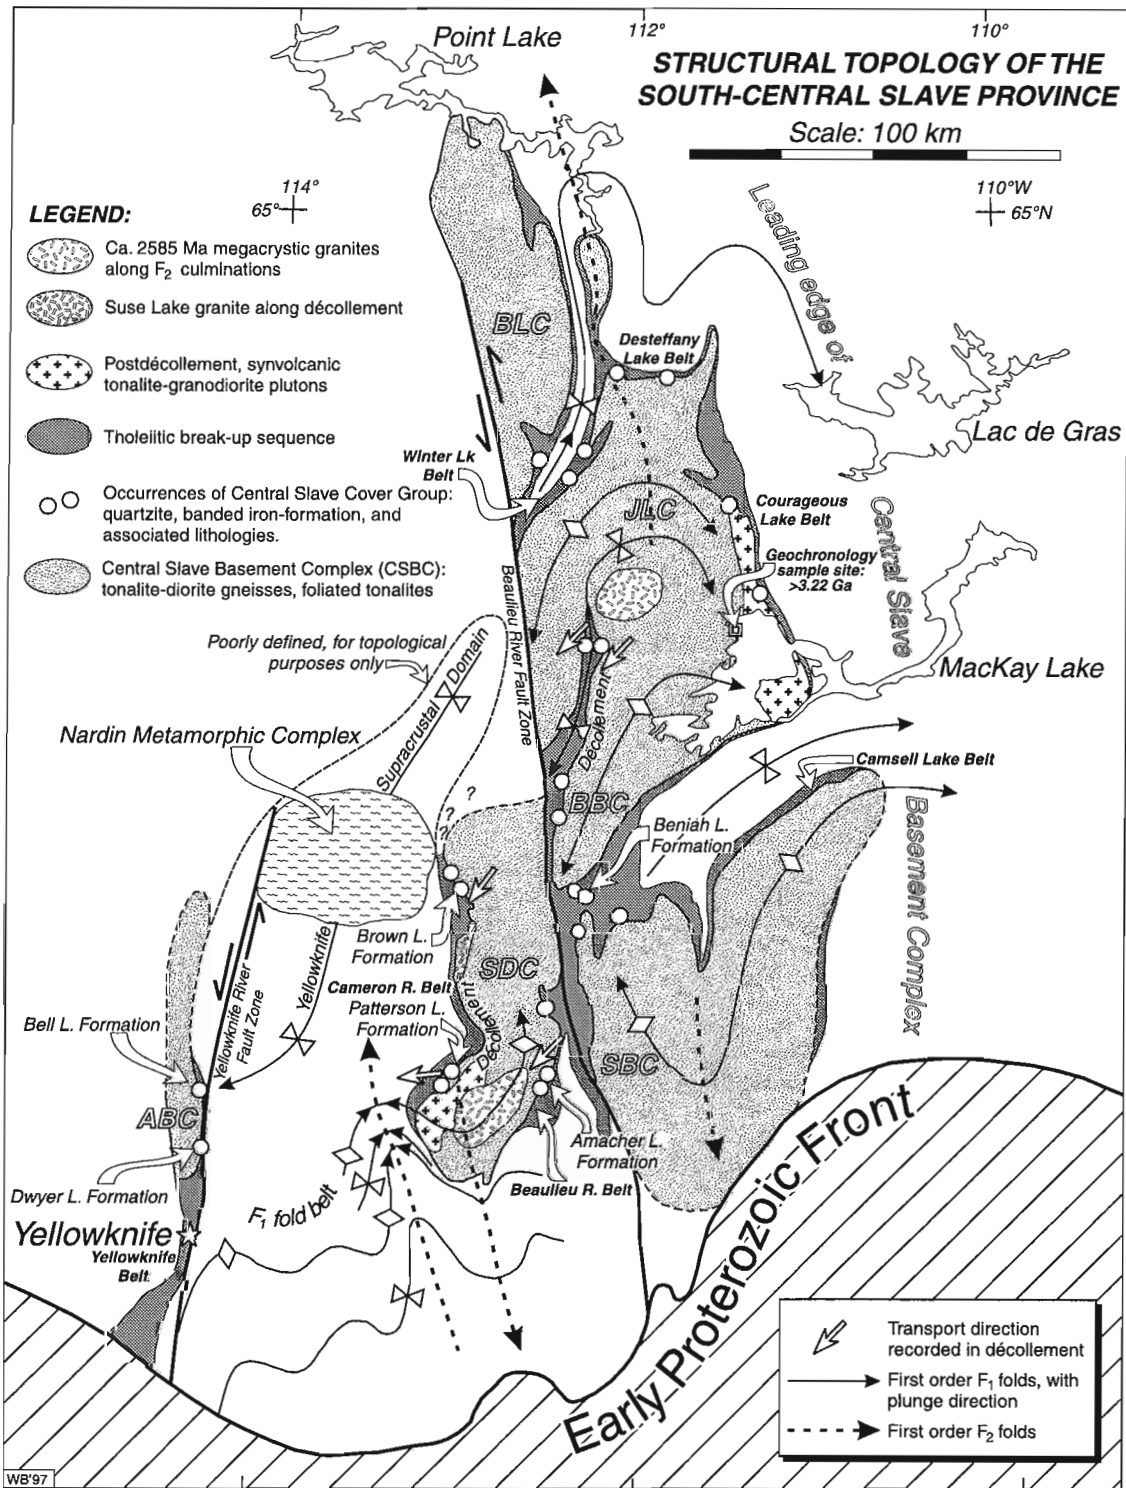 112°
110°
Point Lake
STRUCTURAL TOPOLOGY OF THE
SOUTH-CENTRAL SLAVE PROVINCE
Scale: 100 km
114°
65°
110°W
65°N
LEGEND:
Ca. 2585 Ma megacrystic granites
along F2 culminations
Suse Lake granite along décollement
Postdécollement, synvolcanic
tonalite-granodiorite plutons
Tholeiitic break-up sequence
Occurrences of Central Slave Cover Group:
quartzite, banded iron-formation, and
associated lithologies.
Central Slave Basement Complex (CSBC):
tonalite-diorite gneisses, foliated tonalites
Leading edge of
Central Slave
Basement Complex
BLC
Desteffany
Lake Belt
Lac de Gras
Winter Lk
Belt
JLC
Courageous
Lake Belt
Geochronology
sample site:
>3.22 Ga
Beaulieu River Fault Zone
Poorly defined, for topological
purposes only
MacKay Lake
Supracrustal Domain
Nardin Metamorphic Complex
Décollement
Camsell Lake Belt
? ? ?
BBC
Beniah L.
Formation
Brown L.
Formation
Yellowknife
SDC
Cameron R. Belt
Patterson L.
Formation
Décollement
Yellowknife River
Fault Zone
Bell L. Formation
SBC
ABC
Amacher L.
Formation
Dwyer L. Formation
Beaulieu R. Belt
F1 fold belt
Yellowknife
Yellowknife
Belt
Early Proterozoic Front
Transport direction
recorded in décollement
First order F1 folds, with
plunge direction
First order F2 folds
WB'97